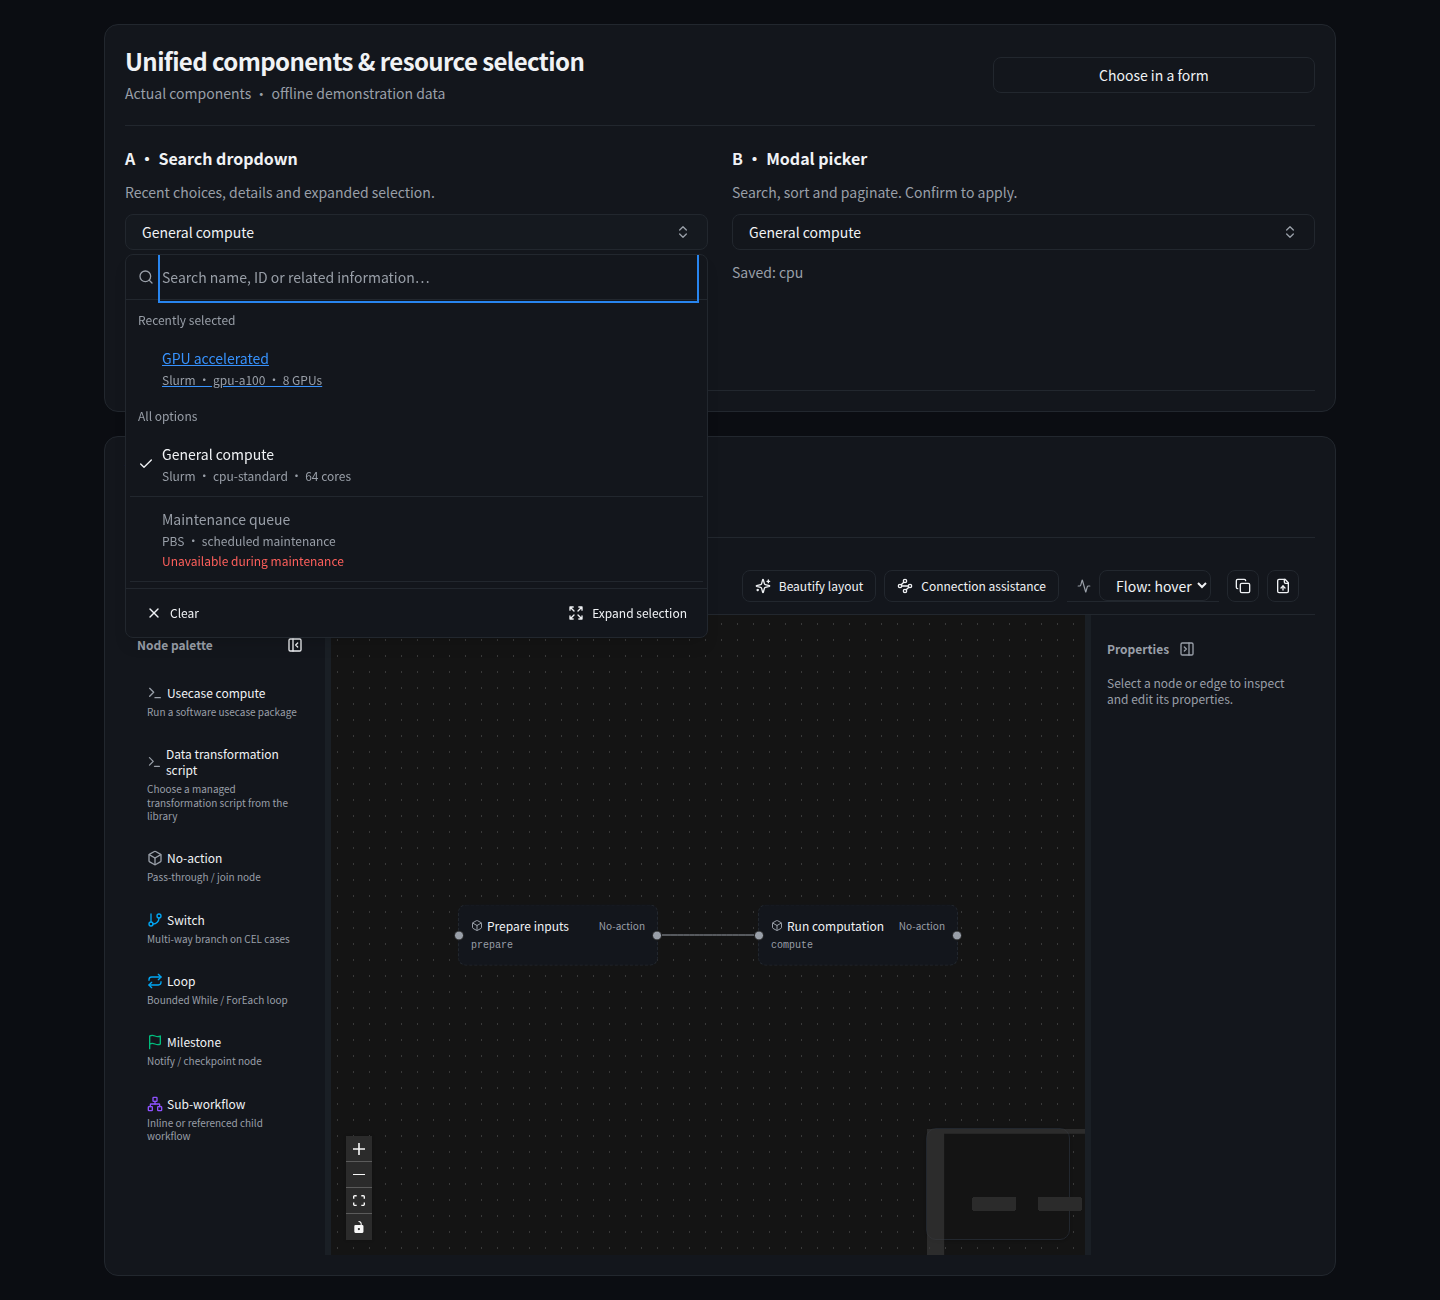 Unified components & resource selection
Actual components • offline demonstration data
Choose in a form
A • Search dropdown
Recent choices, details and expanded selection.
General compute
Search name, ID or related information…
Recently selected
GPU accelerated
Slurm • gpu-a100 • 8 GPUs
All options
General compute
Slurm • cpu-standard • 64 cores
Maintenance queue
PBS • scheduled maintenance
Unavailable during maintenance
Clear
Expand selection
B • Modal picker
Search, sort and paginate. Confirm to apply.
General compute
Saved: cpu
Beautify layout
Connection assistance
Flow: hover
Node palette
Usecase compute
Run a software usecase package
Data transformation
script
Choose a managed
transformation script from the
library
No-action
Pass-through / join node
Switch
Multi-way branch on CEL cases
Loop
Bounded While / ForEach loop
Milestone
Notify / checkpoint node
Sub-workflow
Inline or referenced child
workflow
Prepare inputs No-action
prepare
Run computation No-action
compute
Properties
Select a node or edge to inspect
and edit its properties.